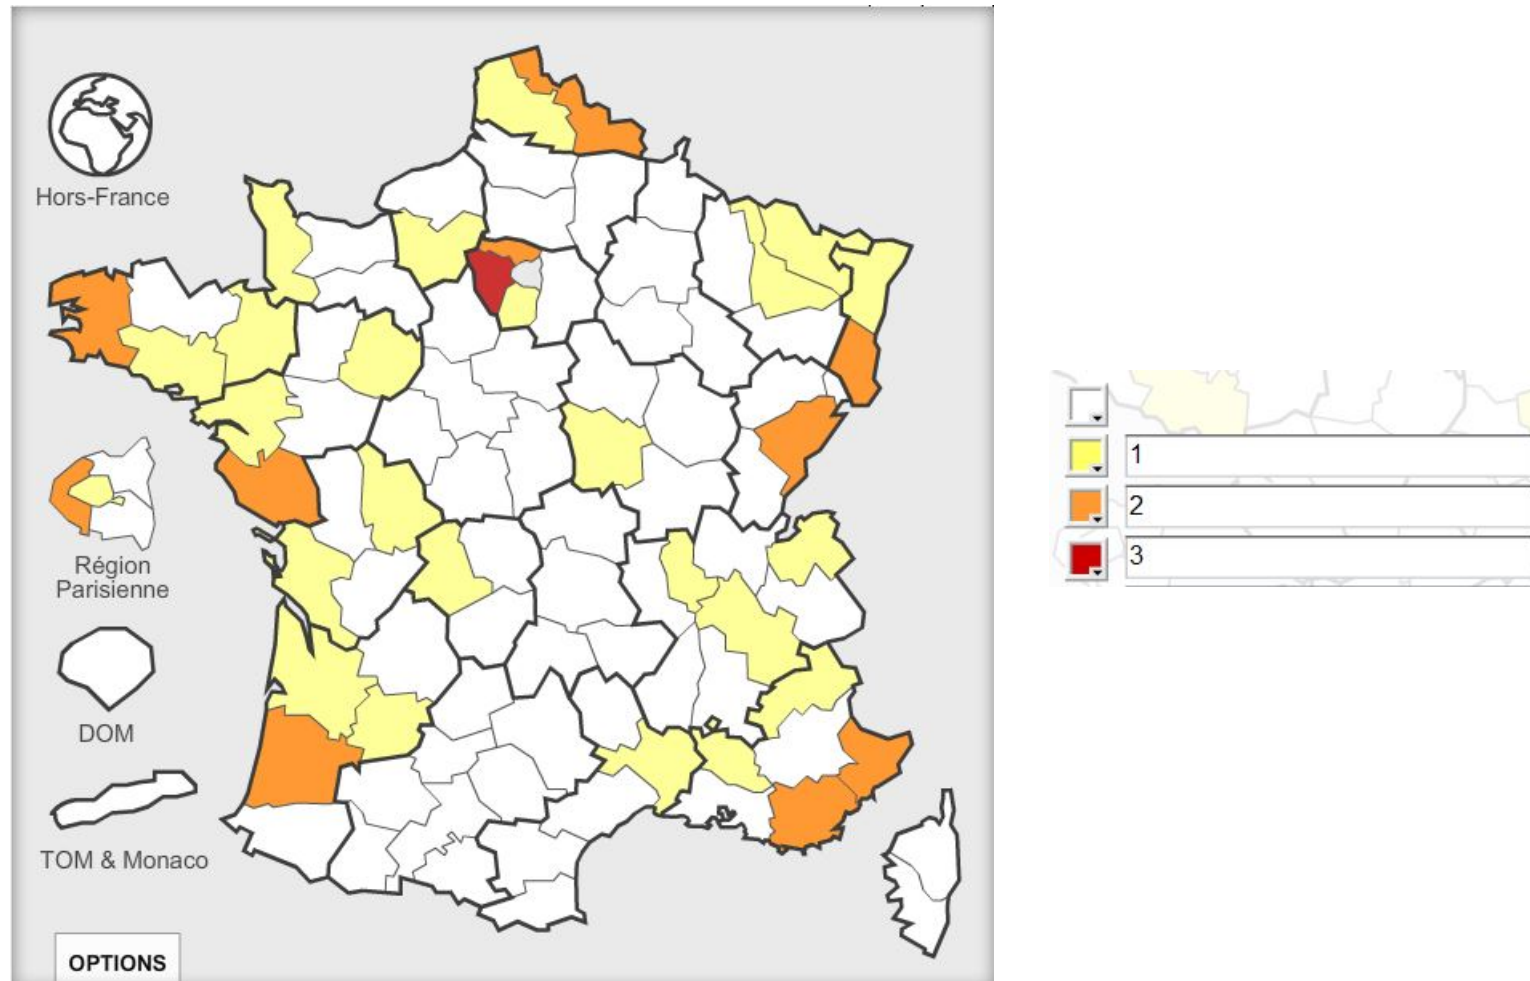 Hors-France
Région
Parisienne
DOM
TOM & Monaco
OPTIONS
1
2
3